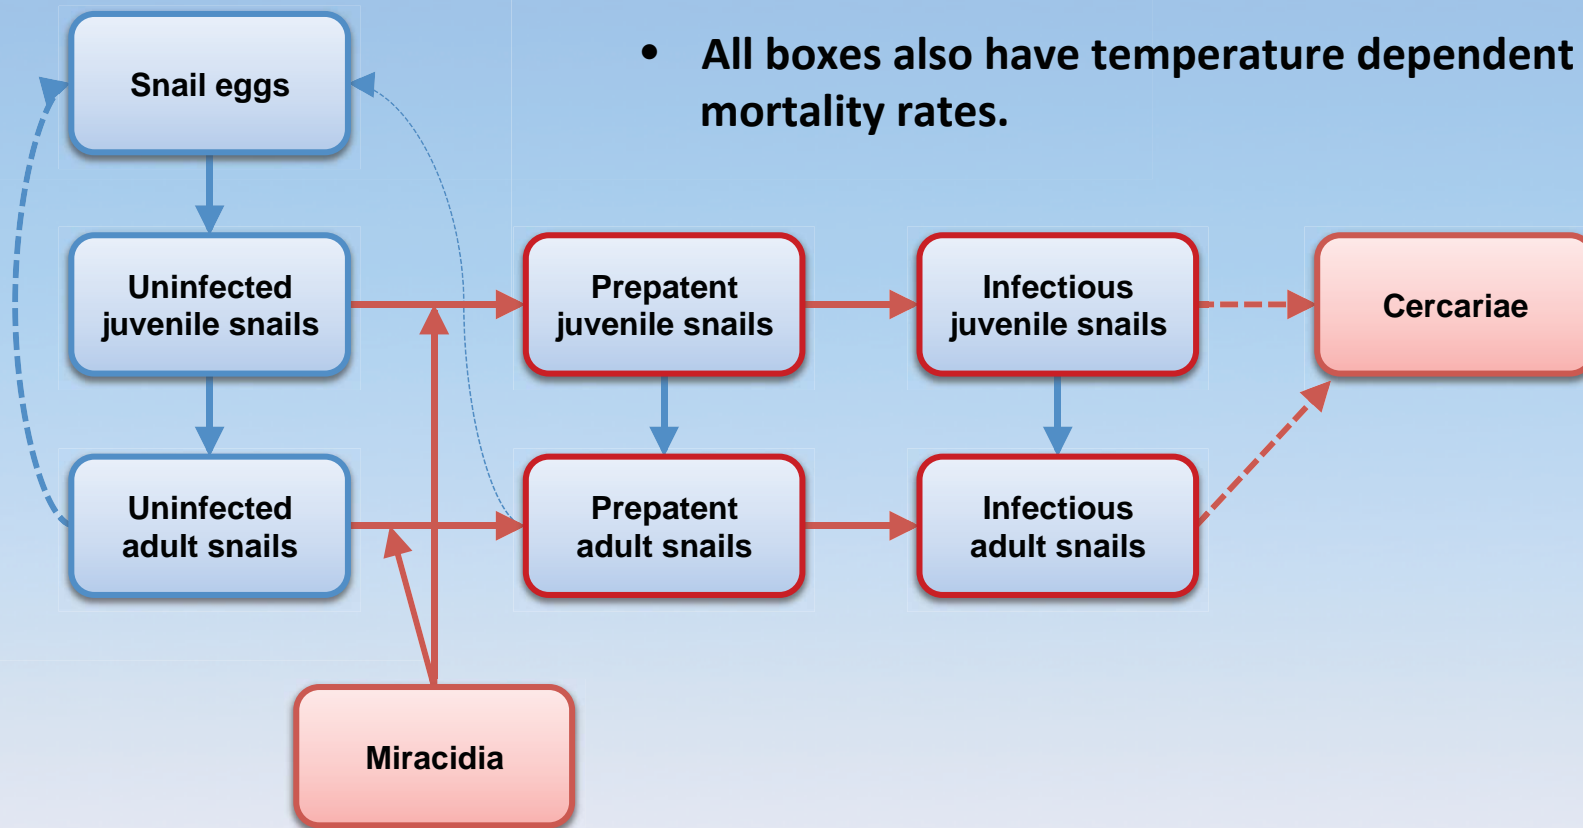 Snail eggs
• All boxes also have temperature dependent
mortality rates.
Uninfected
juvenile snails
Prepatent
juvenile snails
Infectious
juvenile snails
Cercariae
Uninfected
adult snails
Prepatent
adult snails
Infectious
adult snails
Miracidia